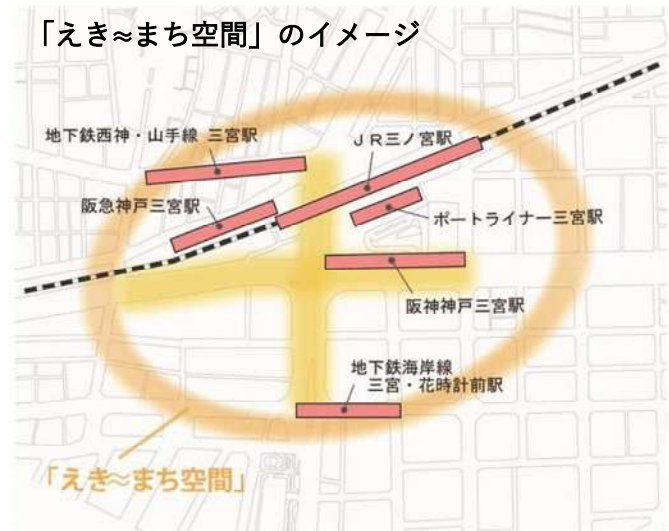 「えき≈まち空間」のイメージ
地下鉄西神・山手線 三宮駅
JR三ノ宮駅
阪急神戸三宮駅
ポートライナー三宮駅
阪神神戸三宮駅
地下鉄海岸線
三宮・花時計前駅
「えき≈まち空間」